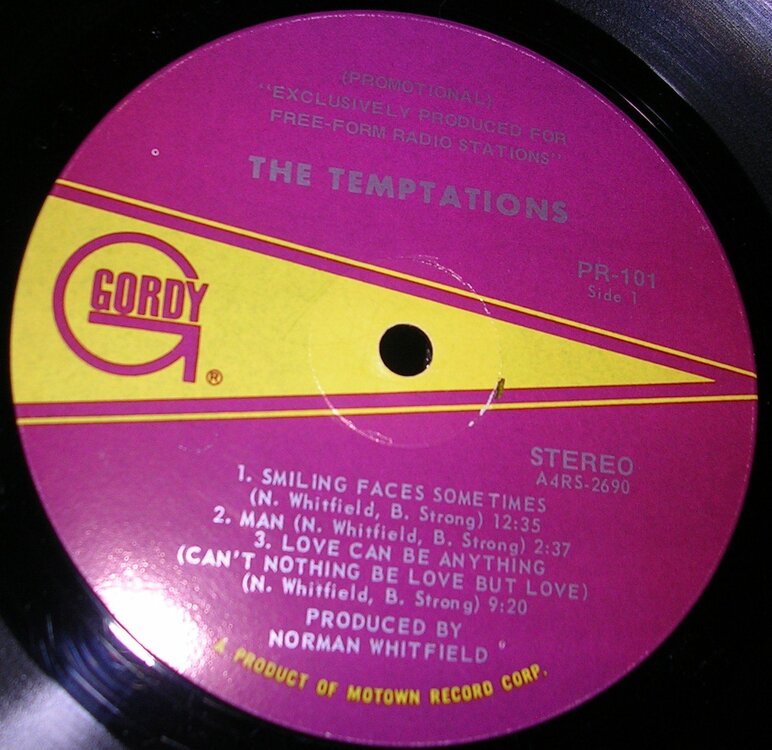 (PROMOTIONAL)
"EXCLUSIVELY PRODUCED FOR
FREE-FORM RADIO STATIONS"
THE TEMPTATIONS
PR-101
Side 1
GORDY
®
STEREO
A4RS-2690
1. SMILING FACES SOMETIMES
(N. Whitfield, B. Strong) 12:35
2. MAN (N. Whitfield, B. Strong) 2:37
3. LOVE CAN BE ANYTHING
(CAN'T NOTHING BE LOVE BUT LOVE)
(N. Whitfield, B. Strong) 9:20
PRODUCED BY
NORMAN WHITFIELD
A PRODUCT OF MOTOWN RECORD CORP.